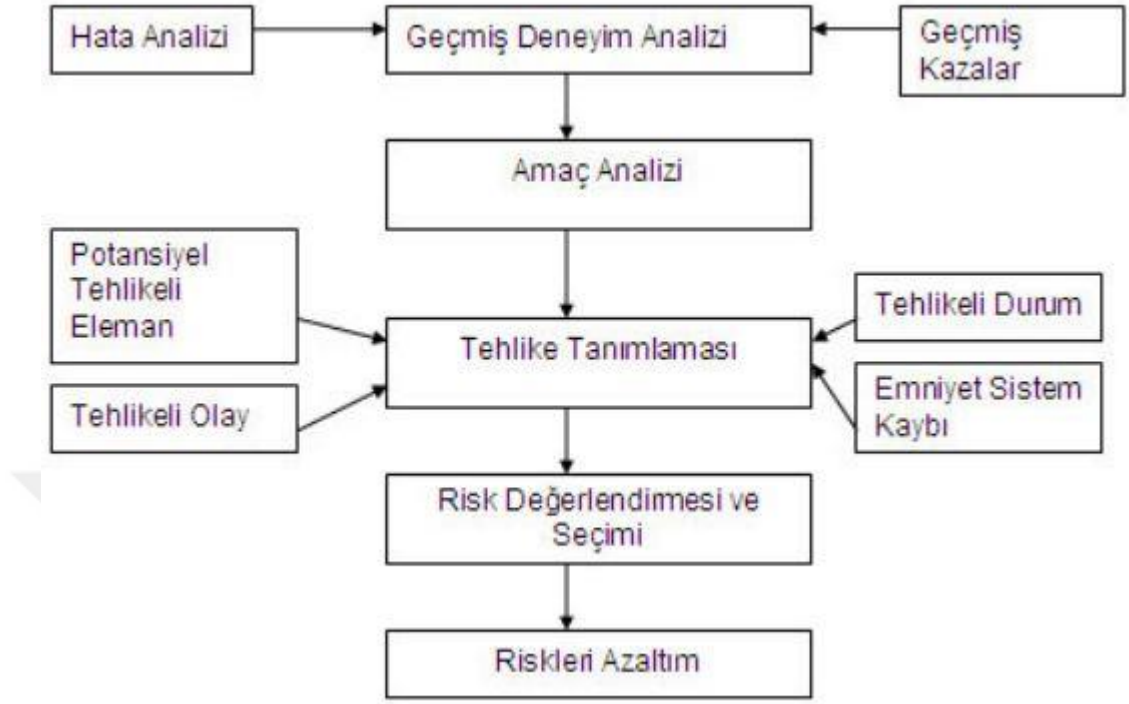 Hata Analizi
Geçmiş Deneyim Analizi
Geçmiş
Kazalar
Amaç Analizi
Potansiyel
Tehlikeli
Eleman
Tehlikeli Durum
Tehlike Tanımlaması
Tehlikeli Olay
Emniyet Sistem
Kaybı
Risk Değerlendirmesi ve
Seçimi
Riskleri Azaltım